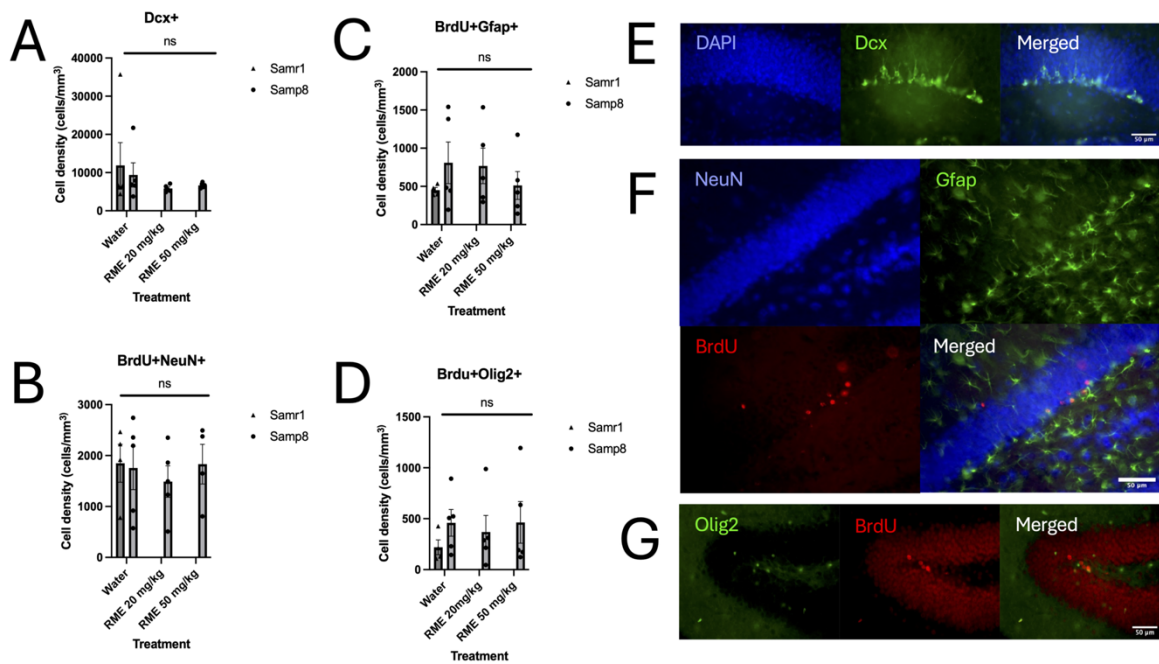 A
Dcx+
ns
Cell density (cells/mm³)
40000
30000
20000
10000
0
Water
RME 20 mg/kg
RME 50 mg/kg
Treatment
▲ Samr1
● Samp8
B
BrdU+NeuN+
ns
Cell density (cells/mm³)
3000
2000
1000
0
Water
RME 20 mg/kg
RME 50 mg/kg
Treatment
▲ Samr1
● Samp8
C
BrdU+Gfap+
ns
Cell density (cells/mm³)
2000
1500
1000
500
0
Water
RME 20 mg/kg
RME 50 mg/kg
Treatment
▲ Samr1
● Samp8
D
Brdu+Olig2+
ns
Cell density (cells/mm³)
1500
1000
500
0
Water
RME 20mg/kg
RME 50 mg/kg
Treatment
▲ Samr1
● Samp8
E
DAPI
Dcx
Merged
50 µm
F
NeuN
Gfap
BrdU
Merged
50 µm
G
Olig2
BrdU
Merged
50 µm